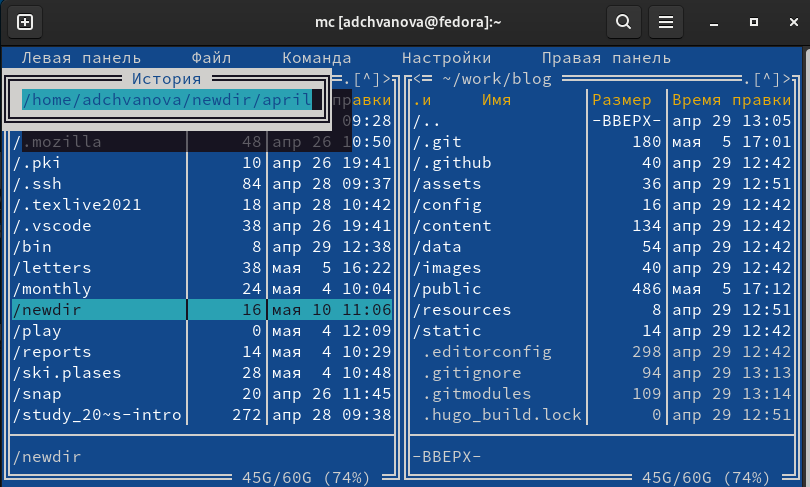 mc [adchvanova@fedora]:~
Левая панель Файл Команда Настройки Правая панель
История .[^]>
/home/adchvanova/newdir/april правки
09:28
/.mozilla 48 апр 26 10:50
/.pki 10 апр 26 19:41
/.ssh 84 апр 28 09:37
/.texlive2021 18 апр 28 10:42
/.vscode 38 апр 26 19:41
/bin 8 апр 29 12:38
/letters 38 мая 5 16:22
/monthly 24 мая 4 10:04
/newdir 16 мая 10 11:06
/play 0 мая 4 12:09
/reports 14 мая 4 10:29
/ski.plases 28 мая 4 10:48
/snap 20 апр 26 11:45
/study_20~s-intro 272 апр 28 09:38
/newdir
45G/60G (74%)
<= ~/work/blog .[^]>
.и Имя Размер Время правки
/.. -ВВЕРХ- апр 29 13:05
/.git 180 мая 5 17:01
/.github 40 апр 29 12:42
/assets 36 апр 29 12:51
/config 16 апр 29 12:42
/content 134 апр 29 12:42
/data 54 апр 29 12:42
/images 40 апр 29 12:42
/public 486 мая 5 17:12
/resources 8 апр 29 12:51
/static 14 апр 29 12:42
.editorconfig 298 апр 29 12:42
.gitignore 94 апр 29 13:13
.gitmodules 109 апр 29 13:14
.hugo_build.lock 0 апр 29 12:51
-ВВЕРХ-
45G/60G (74%)